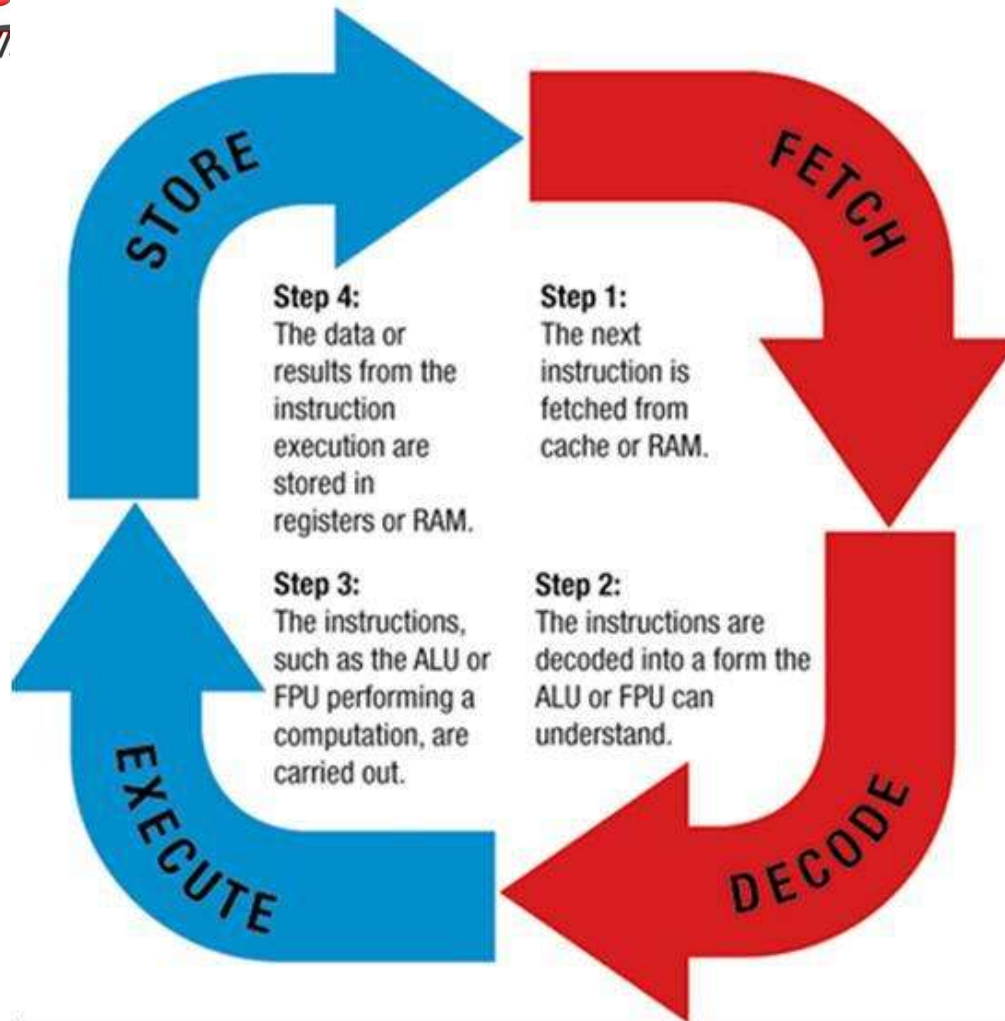 STORE
FETCH
Step 4:
The data or
results from the
instruction
execution are
stored in
registers or RAM.
Step 1:
The next
instruction is
fetched from
cache or RAM.
Step 3:
The instructions,
such as the ALU or
FPU performing a
computation, are
carried out.
Step 2:
The instructions are
decoded into a form the
ALU or FPU can
understand.
EXECUTE
DECODE